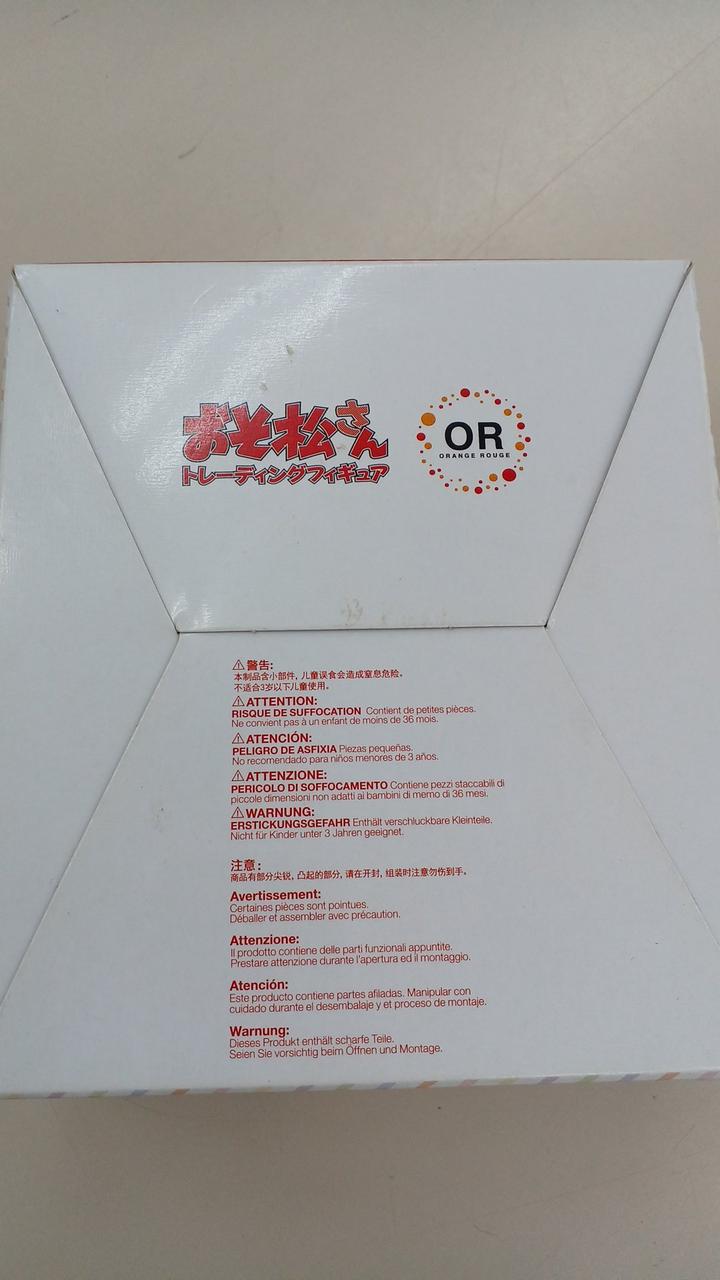 おそ松さん
トレーディングフィギュア
OR
ORANGE ROUGE
⚠警告:
本制品含小部件, 儿童误食会造成窒息危险。
不适合3岁以下儿童使用。
⚠ATTENTION:
RISQUE DE SUFFOCATION Contient de petites pièces.
Ne convient pas à un enfant de moins de 36 mois.
⚠ATENCIÓN:
PELIGRO DE ASFIXIA Piezas pequeñas.
No recomendado para niños menores de 3 años.
⚠ATTENZIONE:
PERICOLO DI SOFFOCAMENTO Contiene pezzi staccabili di
piccole dimensioni non adatti ai bambini di memo di 36 mesi.
⚠WARNUNG:
ERSTICKUNGSGEFAHR Enthält verschluckbare Kleinteile.
Nicht für Kinder unter 3 Jahren geeignet.
注意:
商品有部分尖锐, 凸起的部分, 请在开封, 组装时注意勿伤到手。
Avertissement:
Certaines pièces sont pointues.
Déballer et assembler avec précaution.
Attenzione:
Il prodotto contiene delle parti funzionali appuntite.
Prestare attenzione durante l'apertura ed il montaggio.
Atención:
Este producto contiene partes afiladas. Manipular con
cuidado durante el desembalaje y et proceso de montaje.
Warnung:
Dieses Produkt enthält scharfe Teile.
Seien Sie vorsichtig beim Öffnen und Montage.